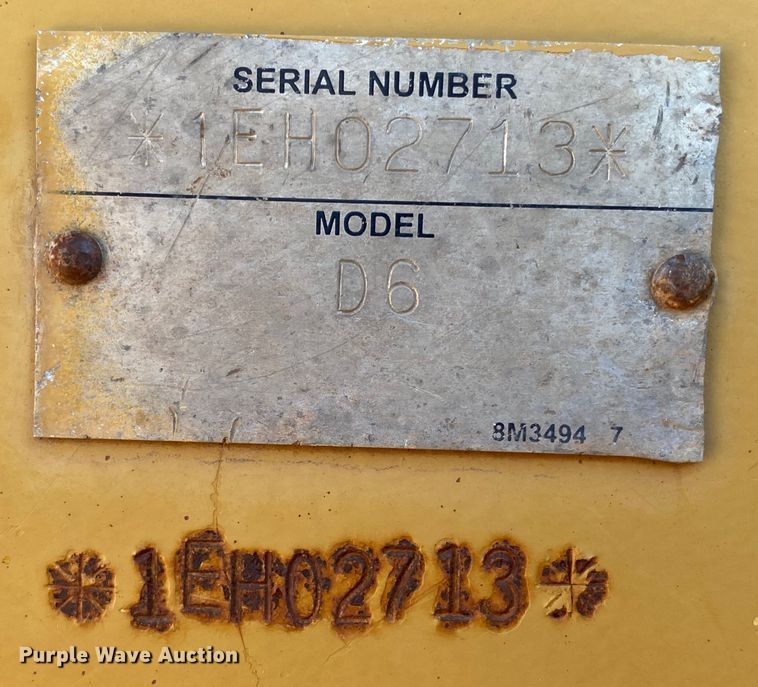 SERIAL NUMBER
*1EH02713*
MODEL
D6
8M3494 7
*1EH02713*
Purple Wave Auction